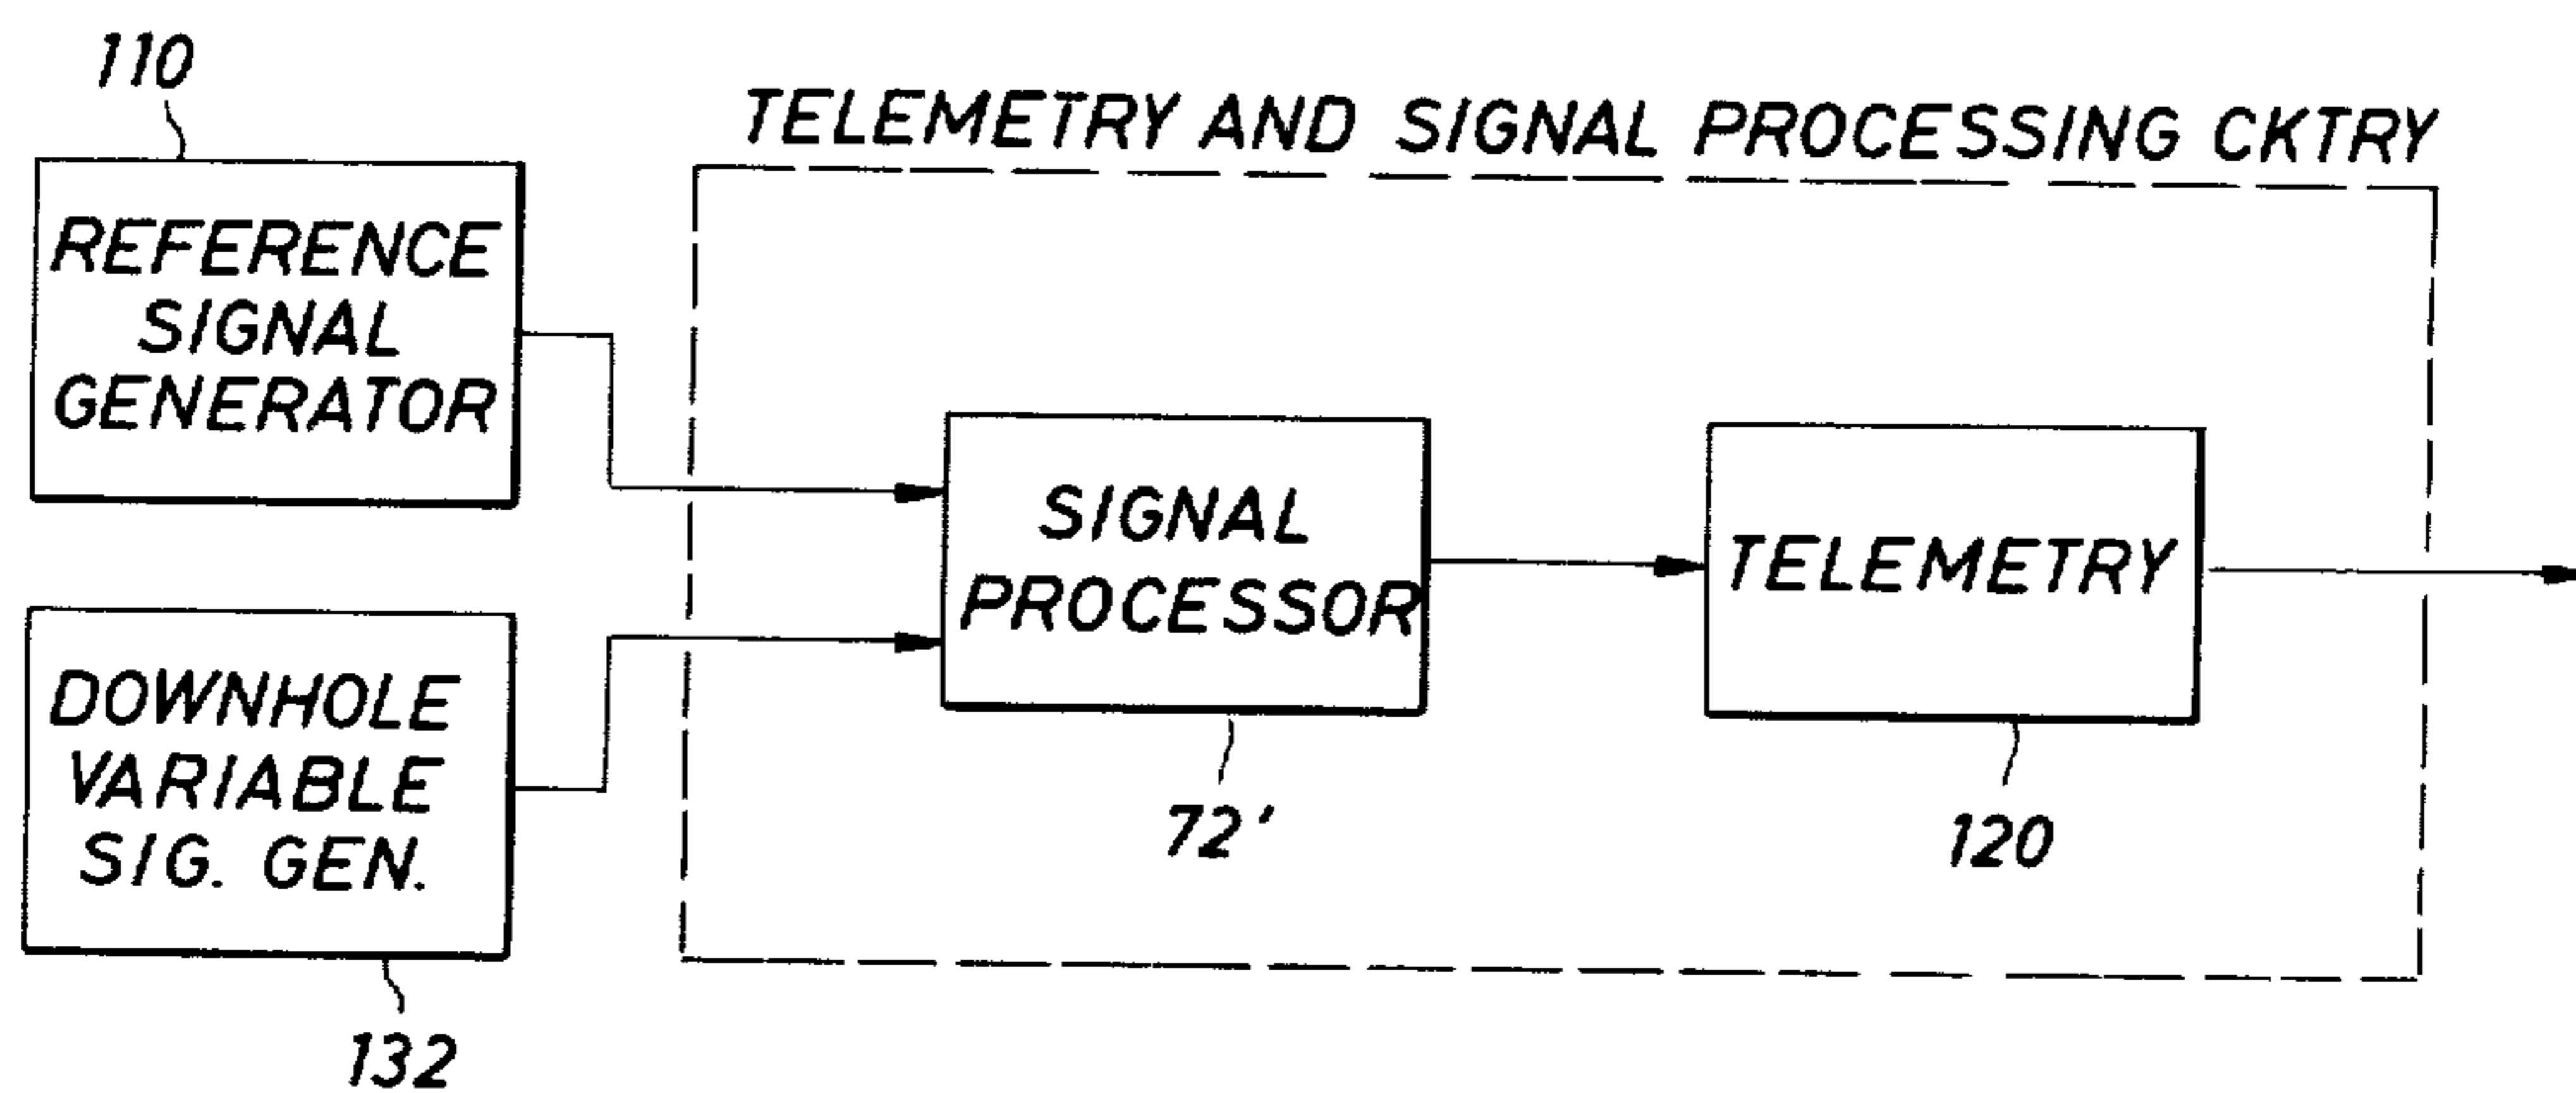 110
TELEMETRY AND SIGNAL PROCESSING CKTRY
REFERENCE
SIGNAL
GENERATOR
SIGNAL
PROCESSOR
72'
TELEMETRY
120
DOWNHOLE
VARIABLE
SIG. GEN.
132